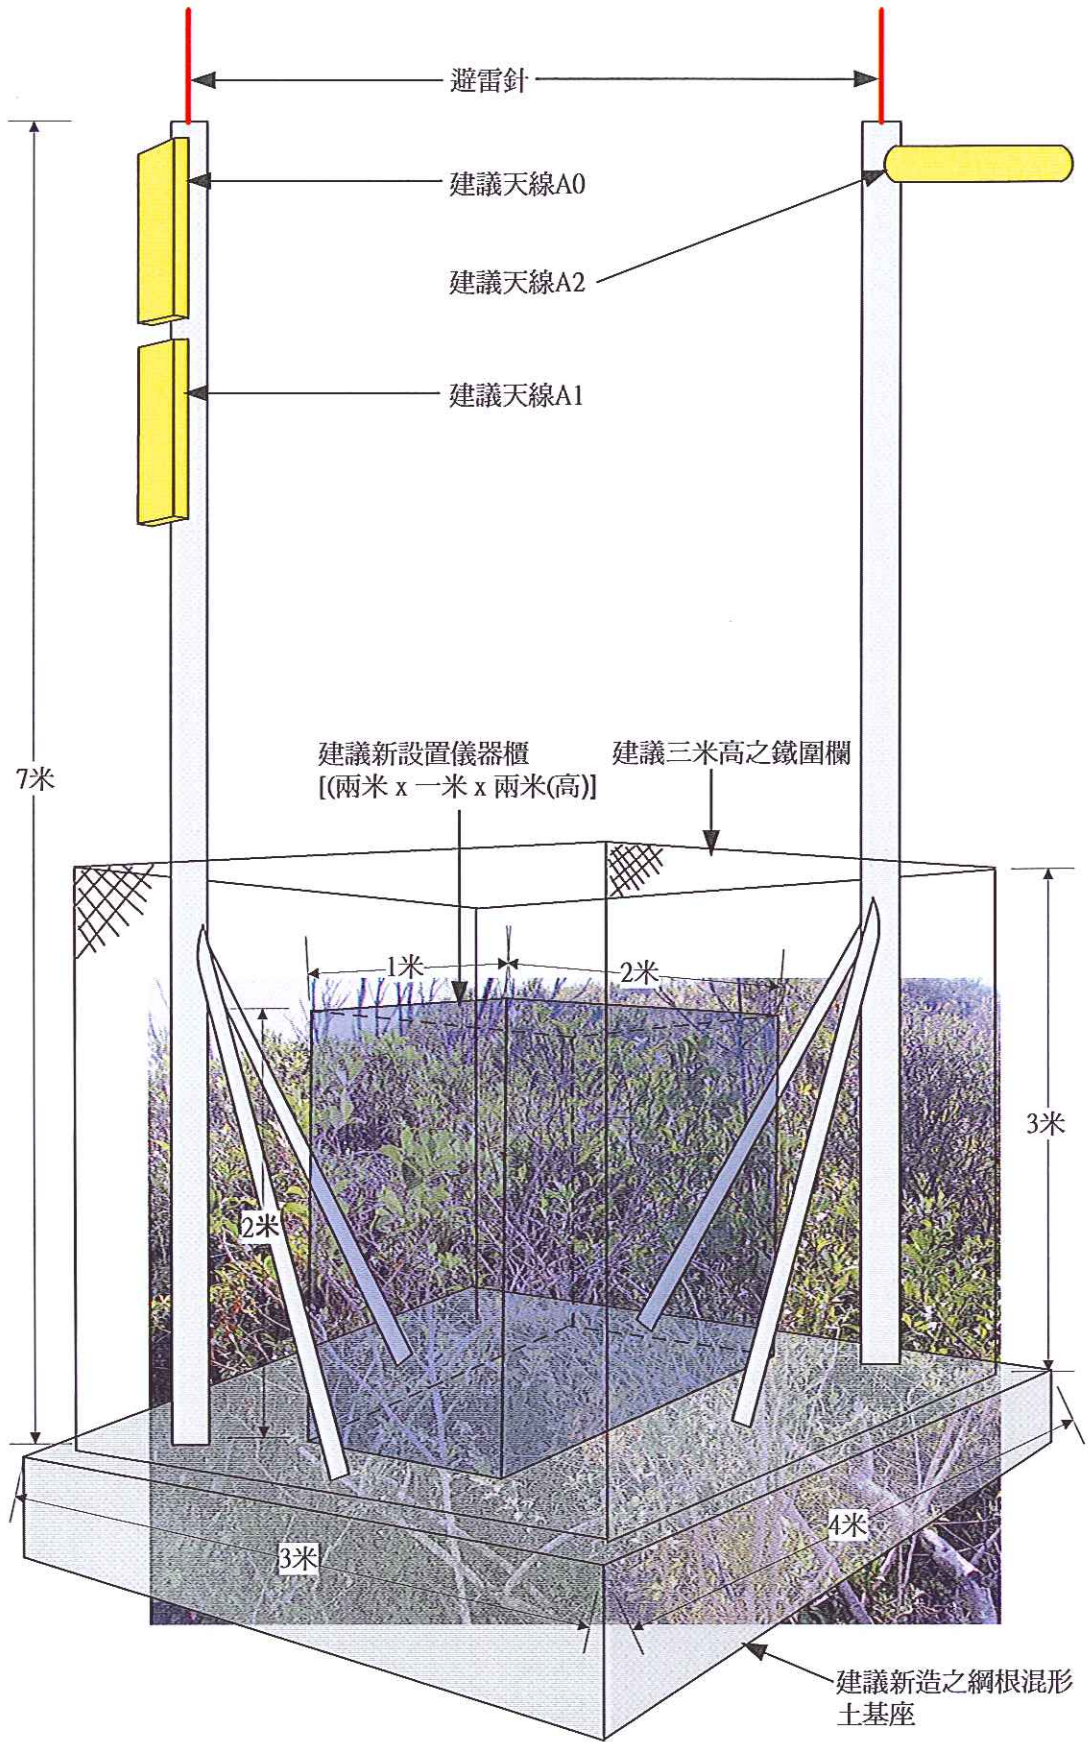 避雷針
建議天線A0
建議天線A2
建議天線A1
建議新設置儀器櫃
[(兩米 x 一米 x 兩米(高)]
建議三米高之鐵圍欄
7米
1米
2米
3米
2米
4米
3米
建議新造之綱根混形
土基座